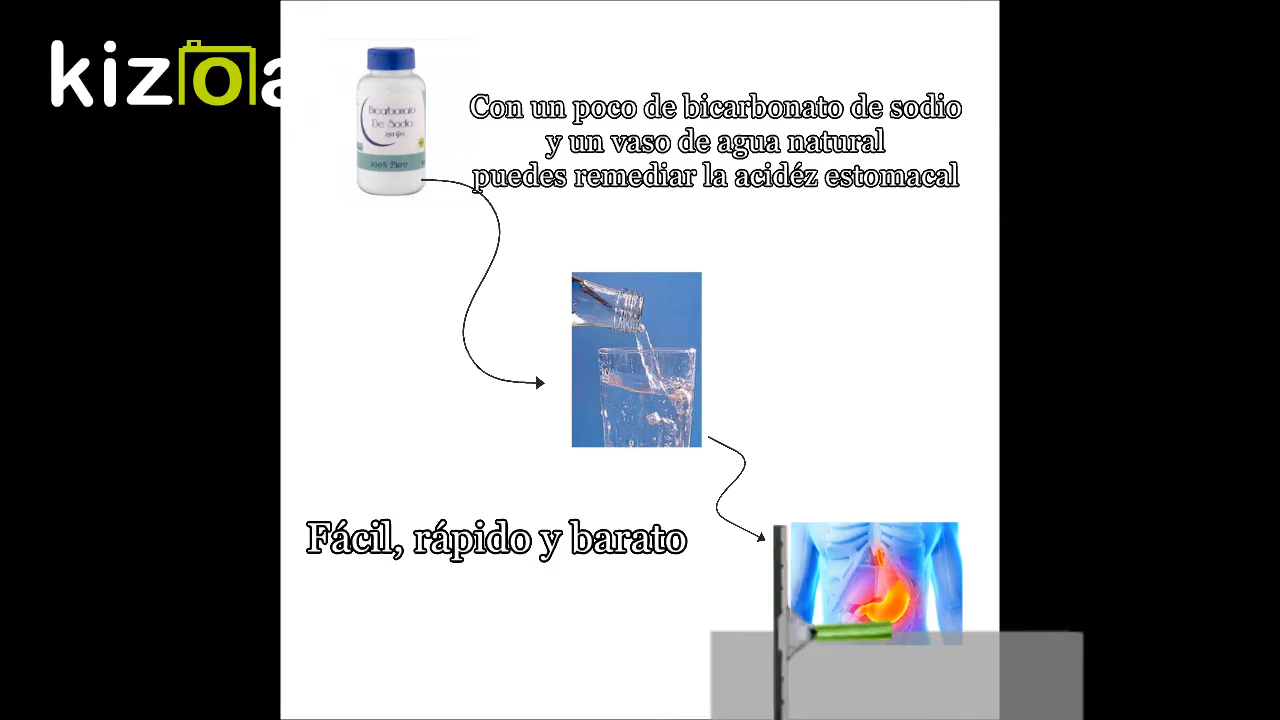 kizoa
Bicarbonato
De Sodio
250 Grs
100% Puro
Con un poco de bicarbonato de sodio
y un vaso de agua natural
puedes remediar la acidéz estomacal
Fácil, rápido y barato